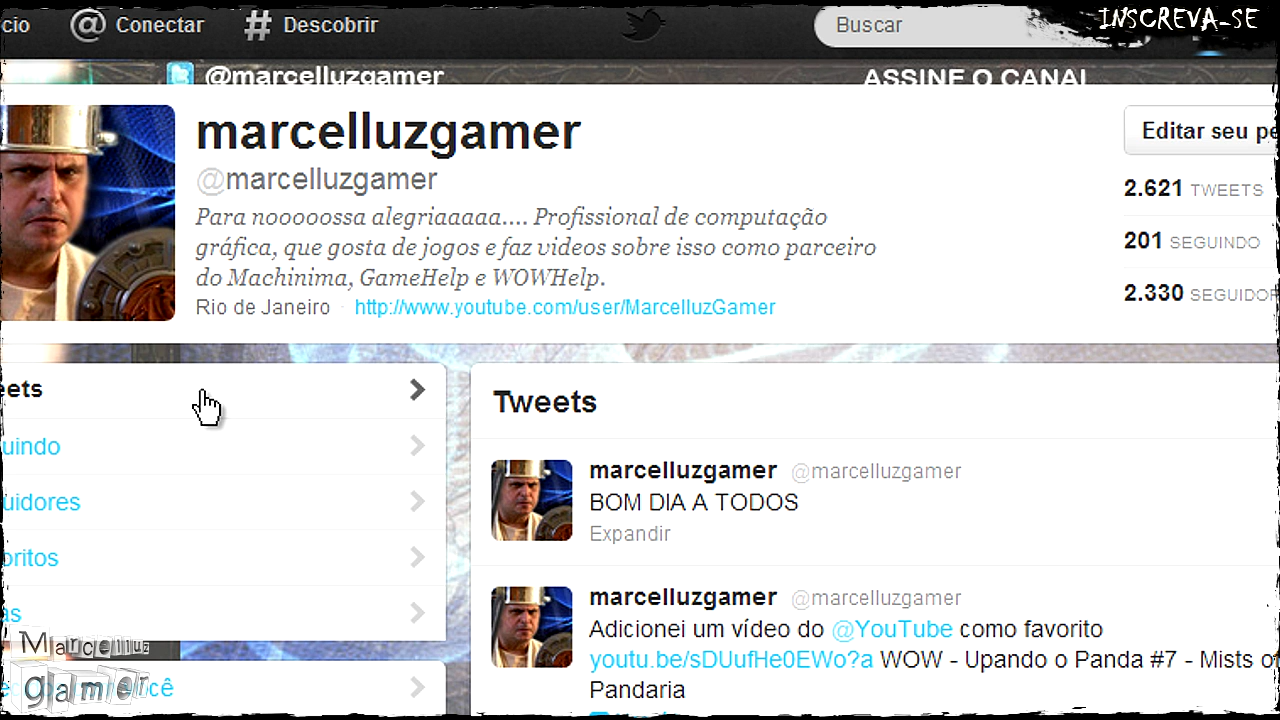 cio @ Conectar # Descobrir Buscar INSCREVA-SE
@marcelluzgamer ASSINE O CANAL
marcelluzgamer
@marcelluzgamer
Para nooooossa alegriaaaaa.... Profissional de computação
gráfica, que gosta de jogos e faz videos sobre isso como parceiro
do Machinima, GameHelp e WOWHelp.
Rio de Janeiro · http://www.youtube.com/user/MarcelluzGamer
Editar seu pe
2.621 TWEETS
201 SEGUINDO
2.330 SEGUIDOR
eets
uindo
uidores
oritos
as
Marcelluz
gamer
cê
Tweets
marcelluzgamer @marcelluzgamer
BOM DIA A TODOS
Expandir
marcelluzgamer @marcelluzgamer
Adicionei um vídeo do @YouTube como favorito
youtu.be/sDUufHe0EWo?a WOW - Upando o Panda #7 - Mists of
Pandaria